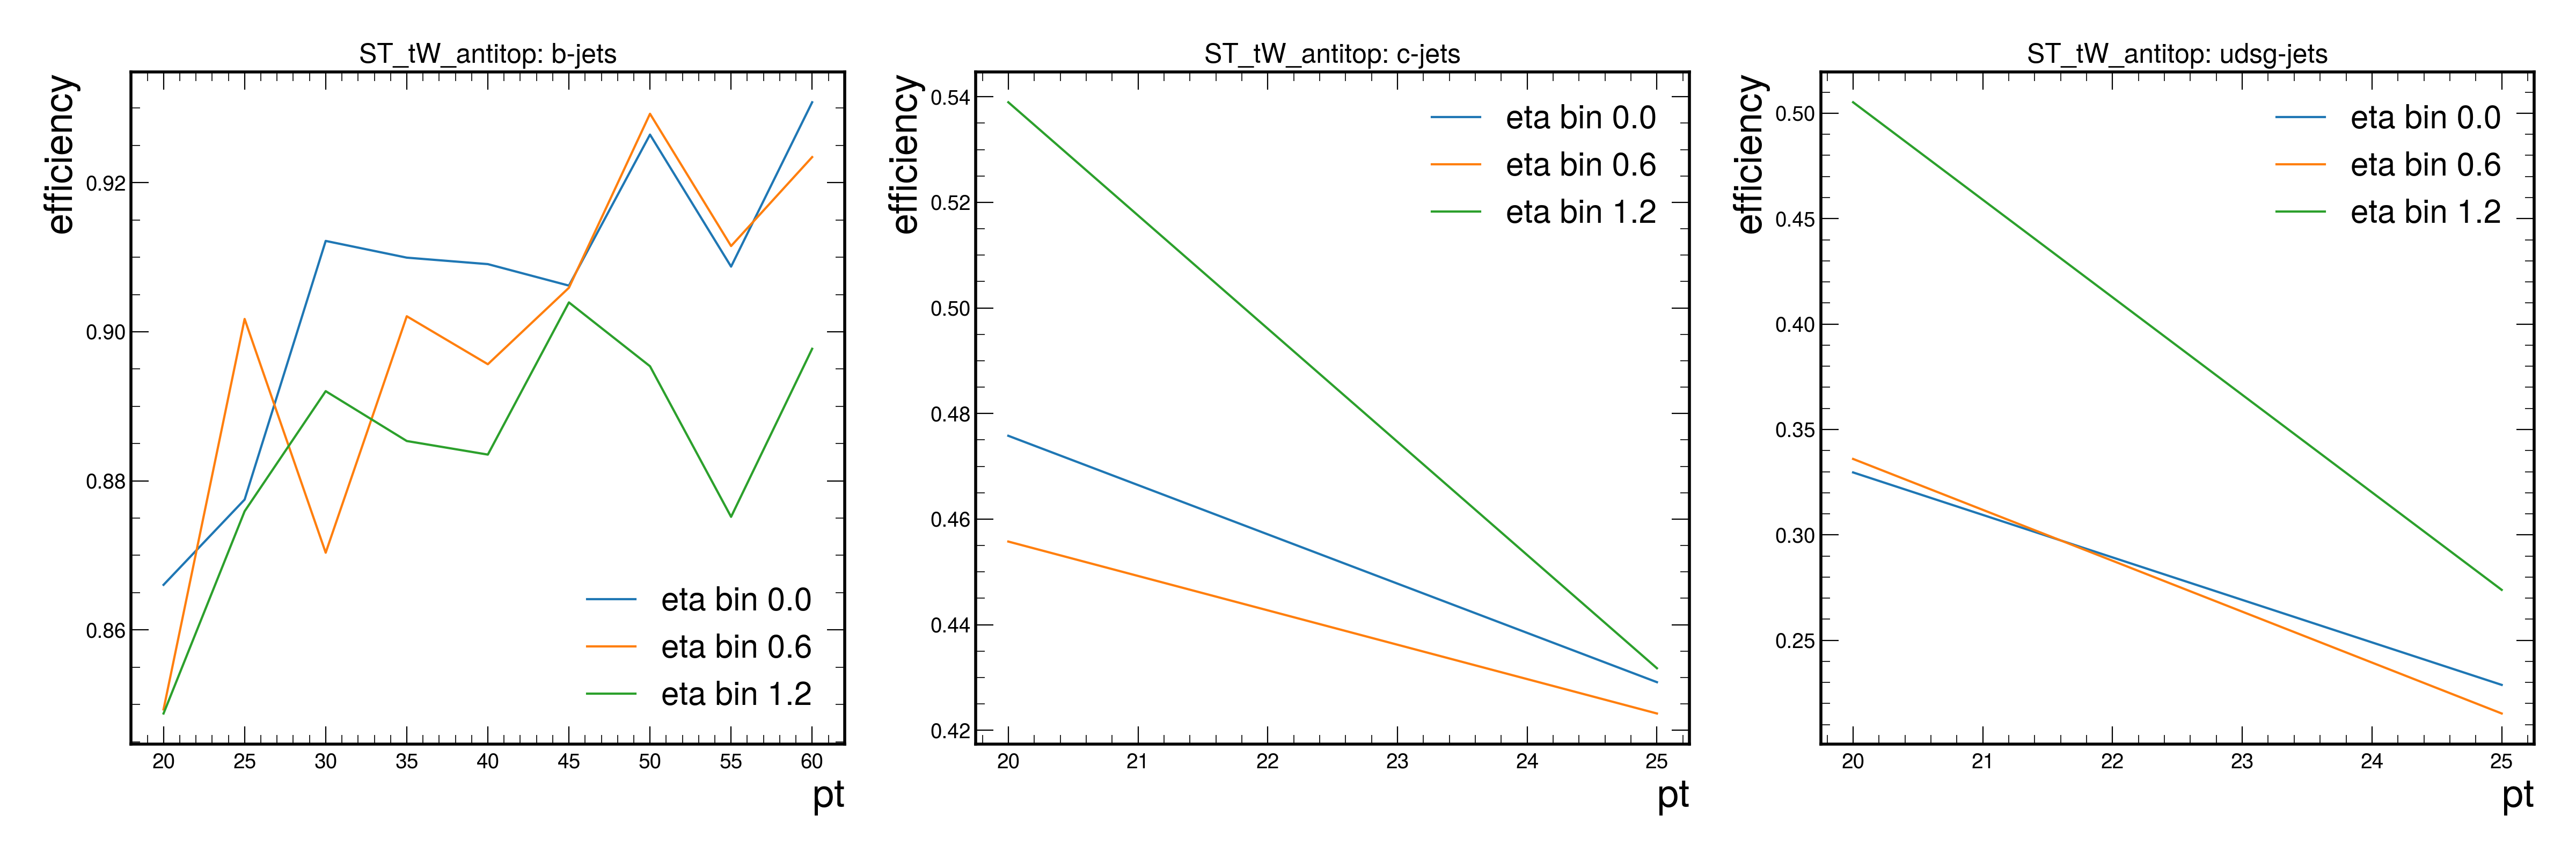 ST_tW_antitop: b-jets
efficiency
0.92
0.90
0.88
0.86
eta bin 0.0
eta bin 0.6
eta bin 1.2
20 25 30 35 40 45 50 55 60
pt
ST_tW_antitop: c-jets
efficiency
0.54
0.52
0.50
0.48
0.46
0.44
0.42
eta bin 0.0
eta bin 0.6
eta bin 1.2
20 21 22 23 24 25
pt
ST_tW_antitop: udsg-jets
efficiency
0.50
0.45
0.40
0.35
0.30
0.25
eta bin 0.0
eta bin 0.6
eta bin 1.2
20 21 22 23 24 25
pt